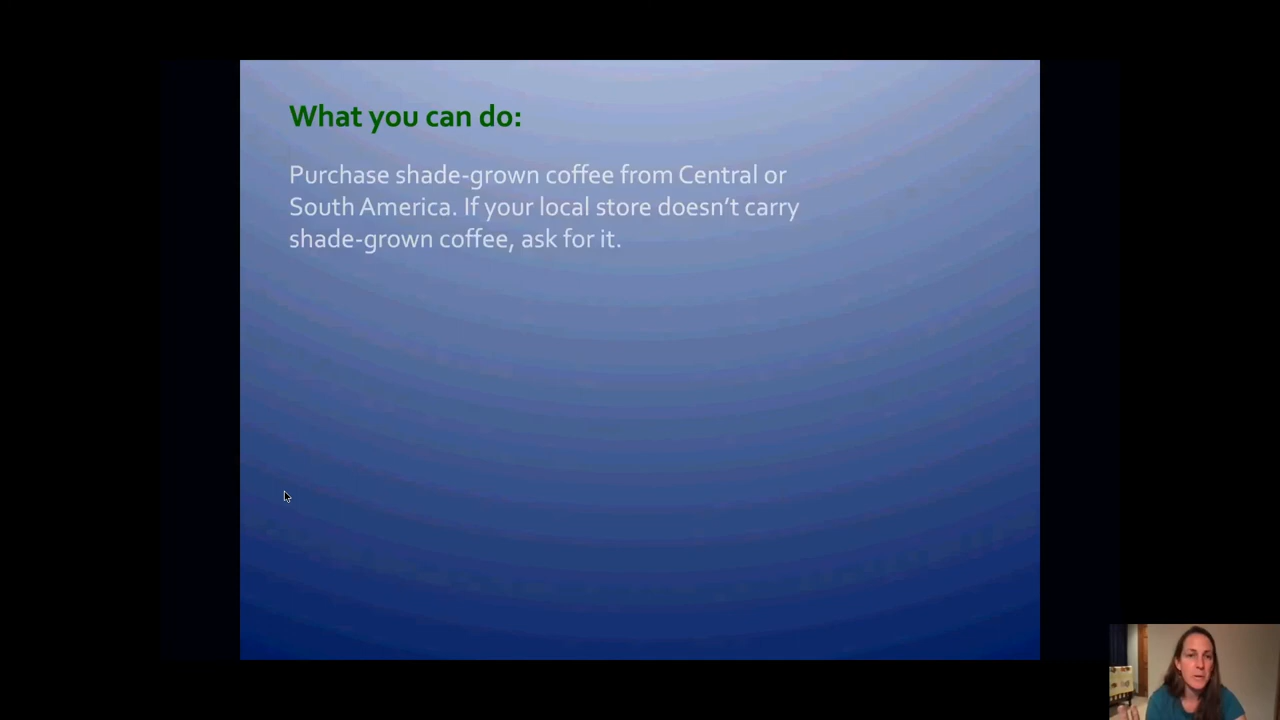 What you can do:
Purchase shade-grown coffee from Central or
South America. If your local store doesn’t carry
shade-grown coffee, ask for it.